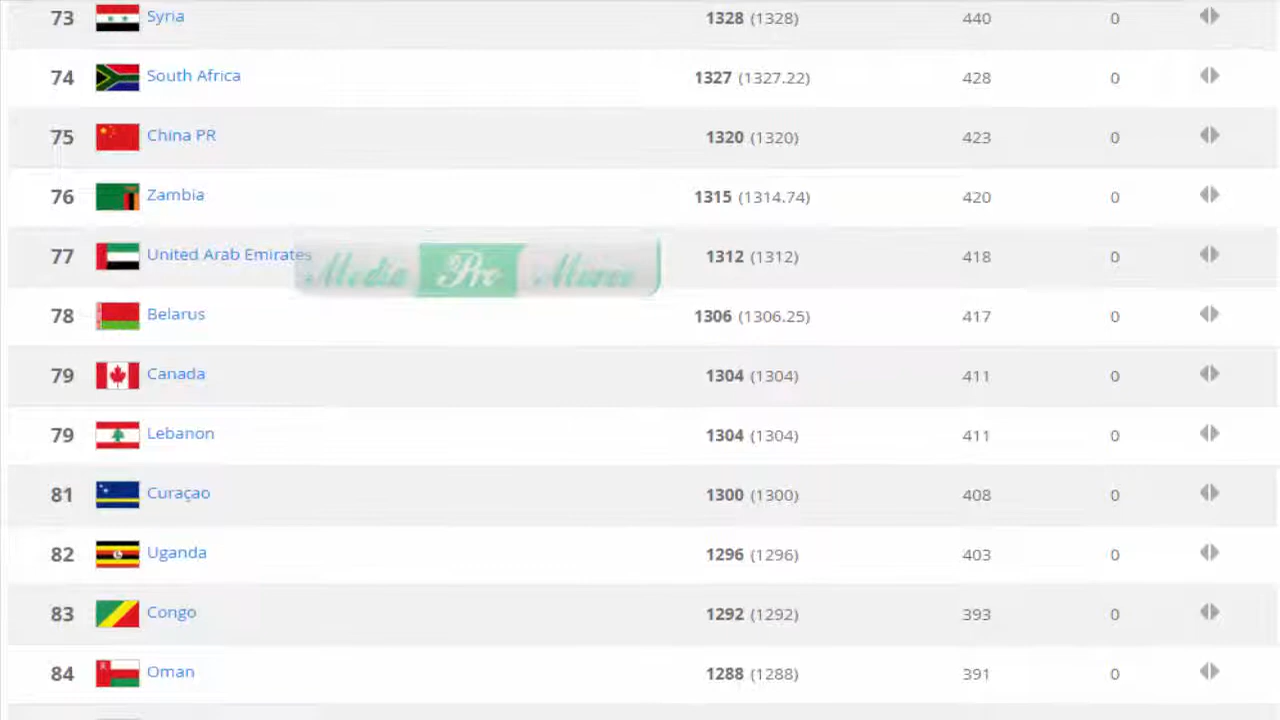 73 Syria 1328 (1328) 440 0
74 South Africa 1327 (1327.22) 428 0
75 China PR 1320 (1320) 423 0
76 Zambia 1315 (1314.74) 420 0
77 United Arab Emirates 1312 (1312) 418 0
Media Pro Maroc
78 Belarus 1306 (1306.25) 417 0
79 Canada 1304 (1304) 411 0
79 Lebanon 1304 (1304) 411 0
81 Curaçao 1300 (1300) 408 0
82 Uganda 1296 (1296) 403 0
83 Congo 1292 (1292) 393 0
84 Oman 1288 (1288) 391 0